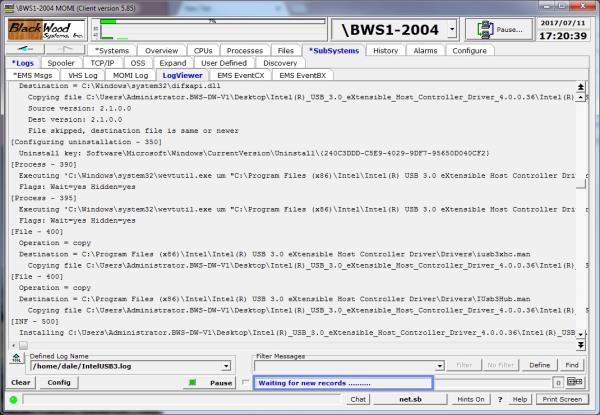 \BWS1-2004 MOMI (Client version 5.85)
BlackWood
Systems, Inc.
7%
\BWS1-2004
Pause...
2017/07/11
17:20:39
*Systems Overview CPUs Processes Files *SubSystems History Alarms Configure
*Logs Spooler TCP/IP OSS Expand User Defined Discovery
*EMS Msgs VHS Log MOMI Log LogViewer EMS EventCX EMS EventBX
Destination = C:\Windows\system32\difxapi.dll
Copying file C:\Users\Administrator.BWS-DW-V1\Desktop\Intel(R)_USB_3.0_eXtensible_Host_Controller_Driver_4.0.0.36\Intel(R)_US
Source version: 2.1.0.0
Dest version: 2.1.0.0
File skipped, destination file is same or newer
[Configuring uninstallation - 350]
Uninstall key: Software\Microsoft\Windows\CurrentVersion\Uninstall\{240C3DDD-C5E9-4029-9DF7-95650D040CF2}
[Process - 390]
Executing 'C:\Windows\system32\wevtutil.exe um "C:\Program Files (x86)\Intel\Intel(R) USB 3.0 eXtensible Host Controller Driv
Flags: Wait=yes Hidden=yes
[Process - 395]
Executing 'C:\Windows\system32\wevtutil.exe um "C:\Program Files (x86)\Intel\Intel(R) USB 3.0 eXtensible Host Controller Driv
Flags: Wait=yes Hidden=yes
[File - 400]
Operation = copy
Destination = C:\Program Files (x86)\Intel\Intel(R) USB 3.0 eXtensible Host Controller Driver\Drivers\iusb3xhc.man
Copying file C:\Users\Administrator.BWS-DW-V1\Desktop\Intel(R)_USB_3.0_eXtensible_Host_Controller_Driver_4.0.0.36\Intel(R)_US
[File - 400]
Operation = copy
Destination = C:\Program Files (x86)\Intel\Intel(R) USB 3.0 eXtensible Host Controller Driver\Drivers\IUsb3Hub.man
Copying file C:\Users\Administrator.BWS-DW-V1\Desktop\Intel(R)_USB_3.0_eXtensible_Host_Controller_Driver_4.0.0.36\Intel(R)_US
[INF - 500]
Installing C:\Users\Administrator.BWS-DW-V1\Desktop\Intel(R)_USB_3.0_eXtensible_Host_Controller_Driver_4.0.0.36\Intel(R)_USB_
Defined Log Name Filter Messages
/home/dale/IntelUSB3.log Filter No Filter Define Find
Clear Config Pause Waiting for new records .......... 0
Chat net.sb Hints On ? Help Print Screen